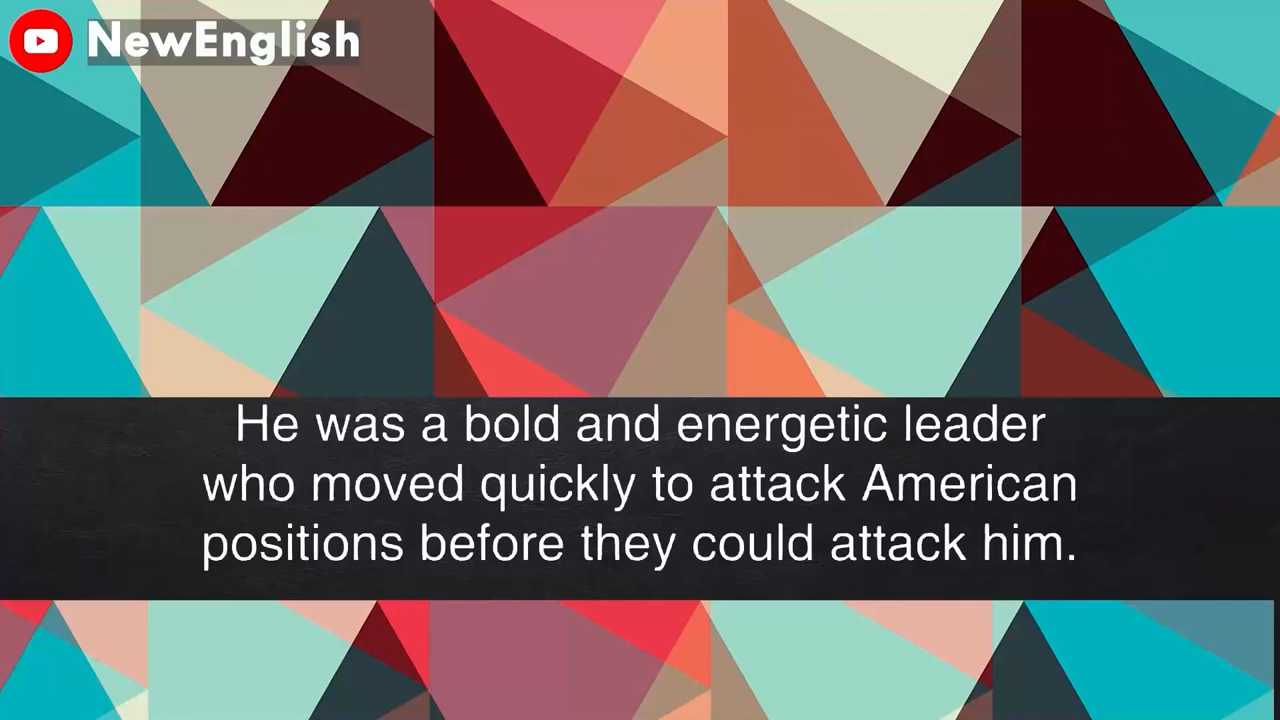 NewEnglish
He was a bold and energetic leader
who moved quickly to attack American
positions before they could attack him.